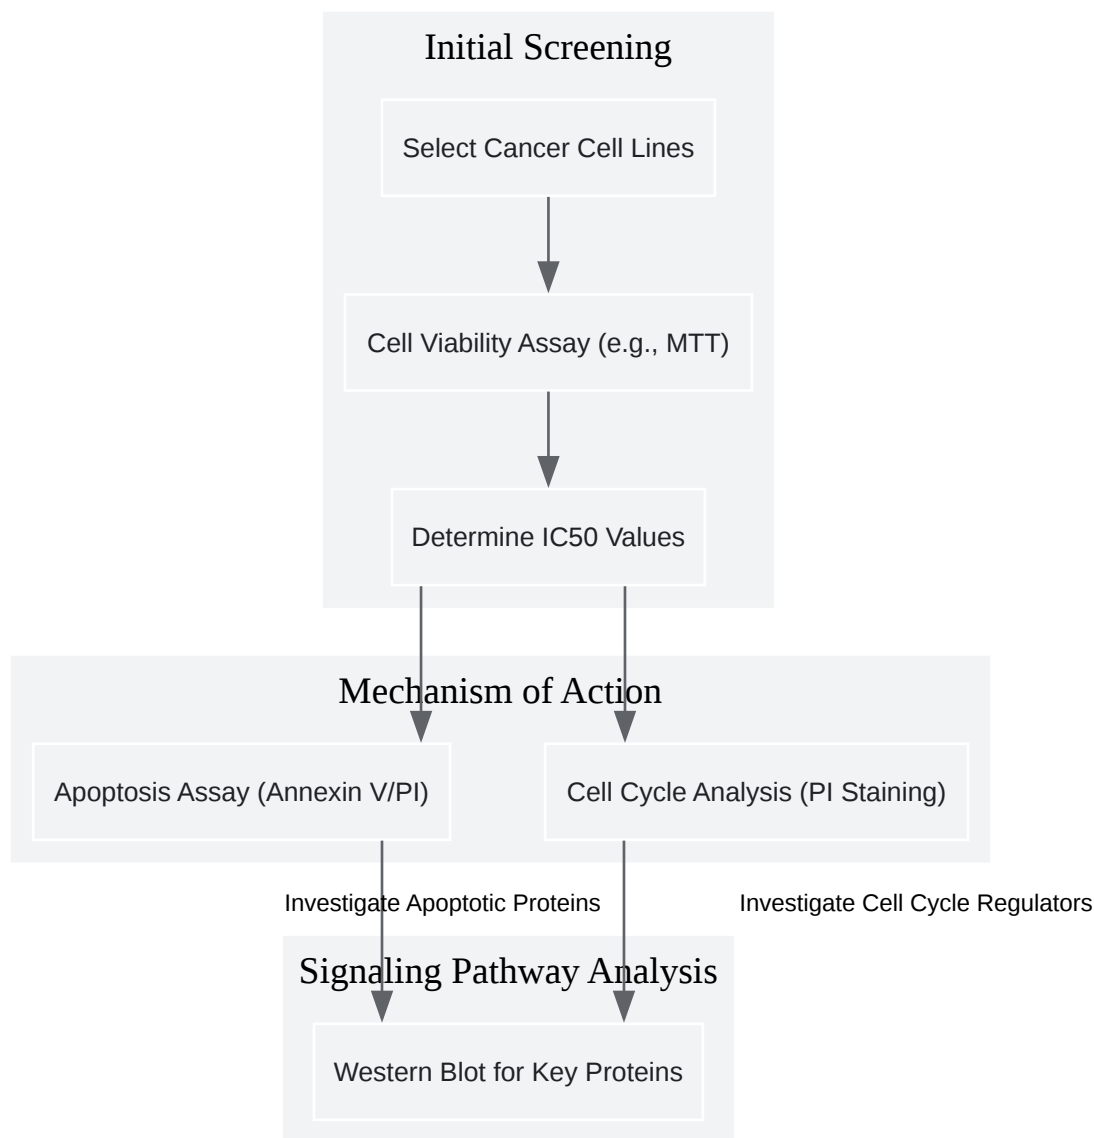 Initial Screening
Select Cancer Cell Lines
Cell Viability Assay (e.g., MTT)
Determine IC50 Values
Mechanism of Action
Apoptosis Assay (Annexin V/PI)
Cell Cycle Analysis (PI Staining)
Investigate Apoptotic Proteins
Investigate Cell Cycle Regulators
Signaling Pathway Analysis
Western Blot for Key Proteins